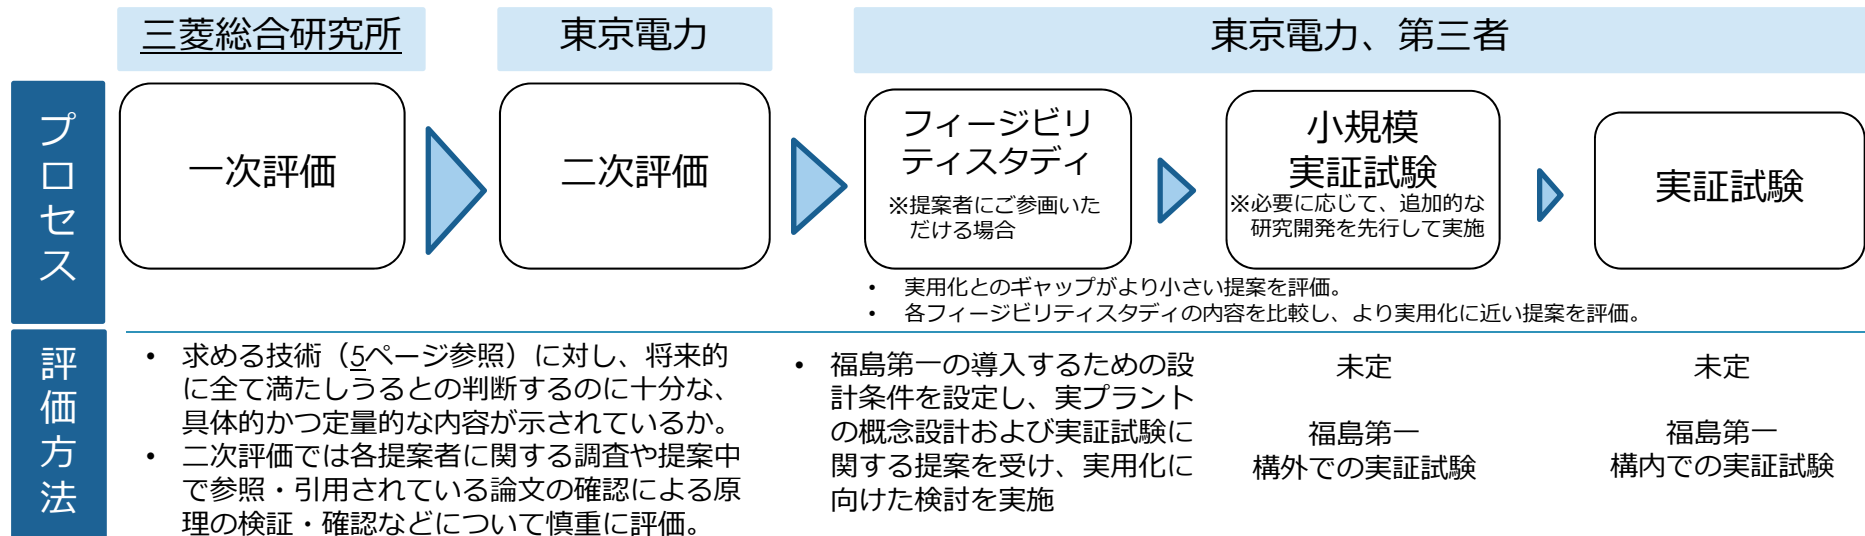 三菱総合研究所
東京電力
東京電力、第三者
プロセス
一次評価
二次評価
フィージビリ
ティスタディ
※提案者にご参画いた
だける場合
小規模
実証試験
※必要に応じて、追加的な
研究開発を先行して実施
実証試験
• 実用化とのギャップがより小さい提案を評価。
• 各フィージビリティスタディの内容を比較し、より実用化に近い提案を評価。
評価方法
• 求める技術（5ページ参照）に対し、将来的
に全て満たしうるとの判断するのに十分な、
具体的かつ定量的な内容が示されているか。
• 二次評価では各提案者に関する調査や提案中
で参照・引用されている論文の確認による原
理の検証・確認などについて慎重に評価。
• 福島第一の導入するための設
計条件を設定し、実プラント
の概念設計および実証試験に
関する提案を受け、実用化に
向けた検討を実施
未定
福島第一
構外での実証試験
未定
福島第一
構内での実証試験